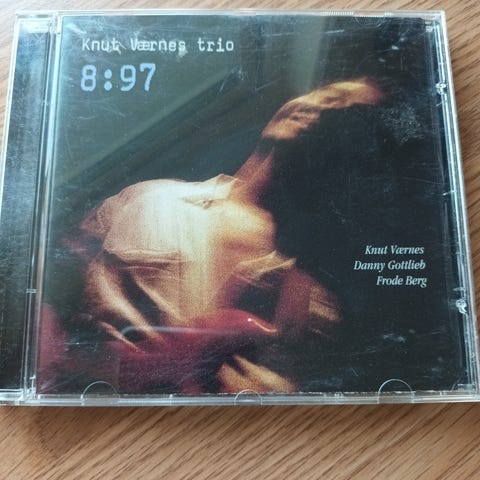 Knut Værnes trio
8:97
Knut Værnes
Danny Gottlieb
Frode Berg